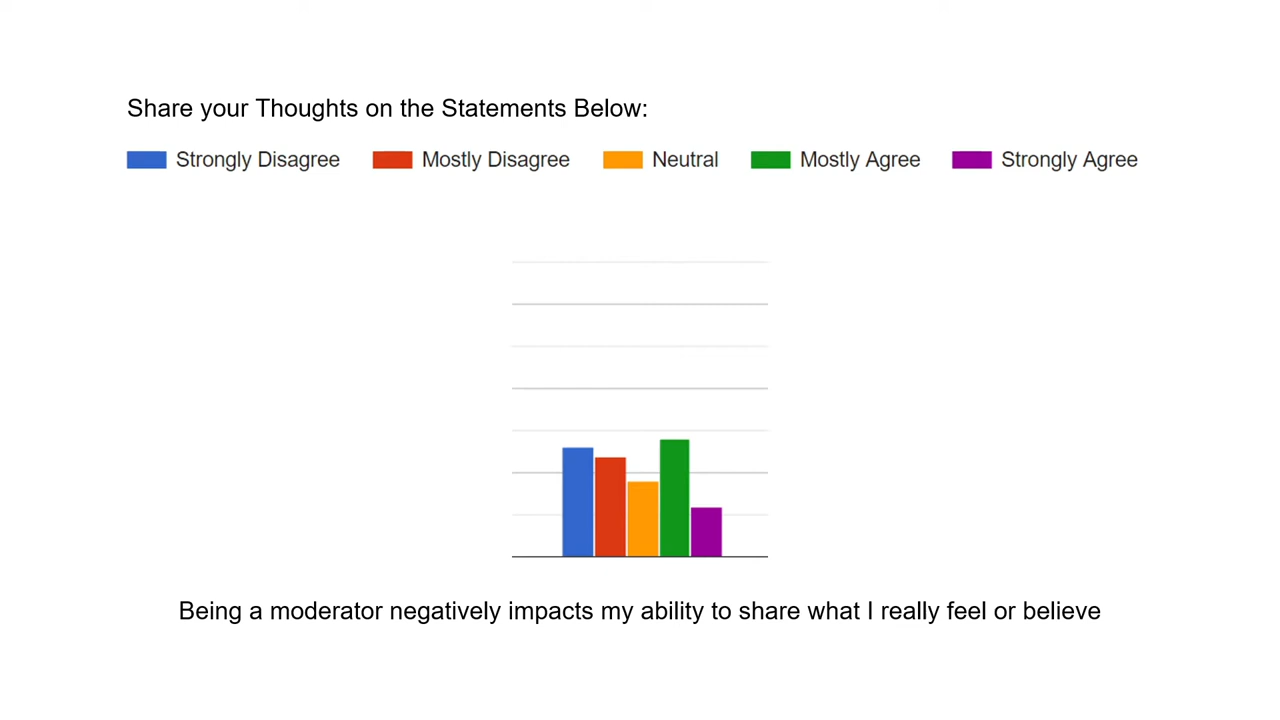 Share your Thoughts on the Statements Below:
Strongly Disagree Mostly Disagree Neutral Mostly Agree Strongly Agree
Being a moderator negatively impacts my ability to share what I really feel or believe